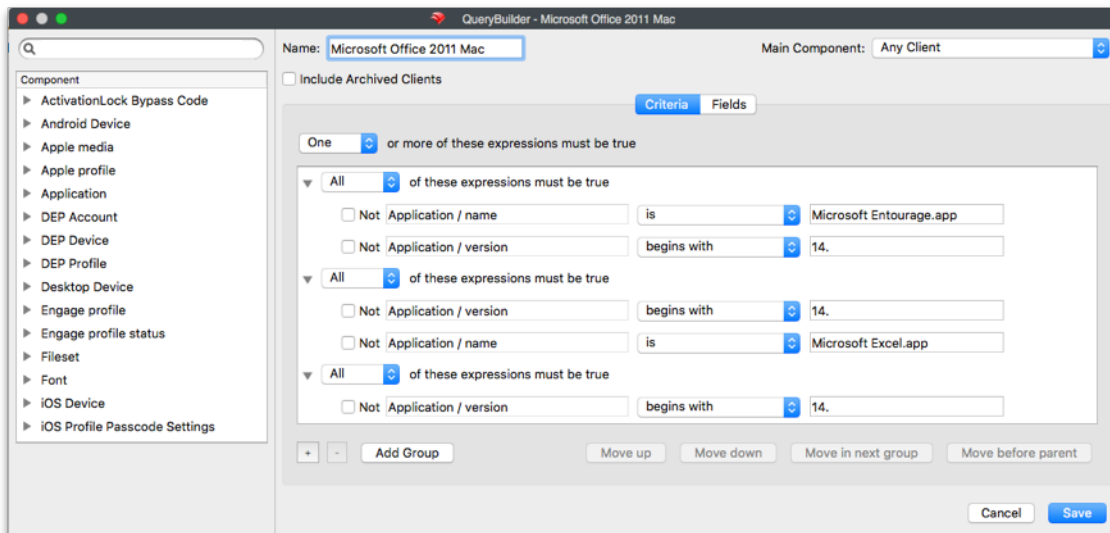 QueryBuilder - Microsoft Office 2011 Mac
Name: Microsoft Office 2011 Mac Main Component: Any Client
Include Archived Clients
Component
ActivationLock Bypass Code
Android Device
Apple media
Apple profile
Application
DEP Account
DEP Device
DEP Profile
Desktop Device
Engage profile
Engage profile status
Fileset
Font
iOS Device
iOS Profile Passcode Settings
Criteria Fields
One or more of these expressions must be true
All of these expressions must be true
Not Application / name is Microsoft Entourage.app
Not Application / version begins with 14.
All of these expressions must be true
Not Application / version begins with 14.
Not Application / name is Microsoft Excel.app
All of these expressions must be true
Not Application / version begins with 14.
+ - Add Group Move up Move down Move in next group Move before parent
Cancel Save